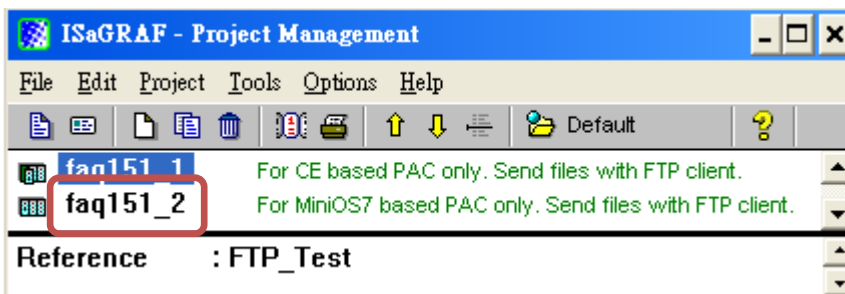 ISaGRAF - Project Management
File Edit Project Tools Options Help
Default
faq151_1 For CE based PAC only. Send files with FTP client.
faq151_2 For MiniOS7 based PAC only. Send files with FTP client.
Reference : FTP_Test